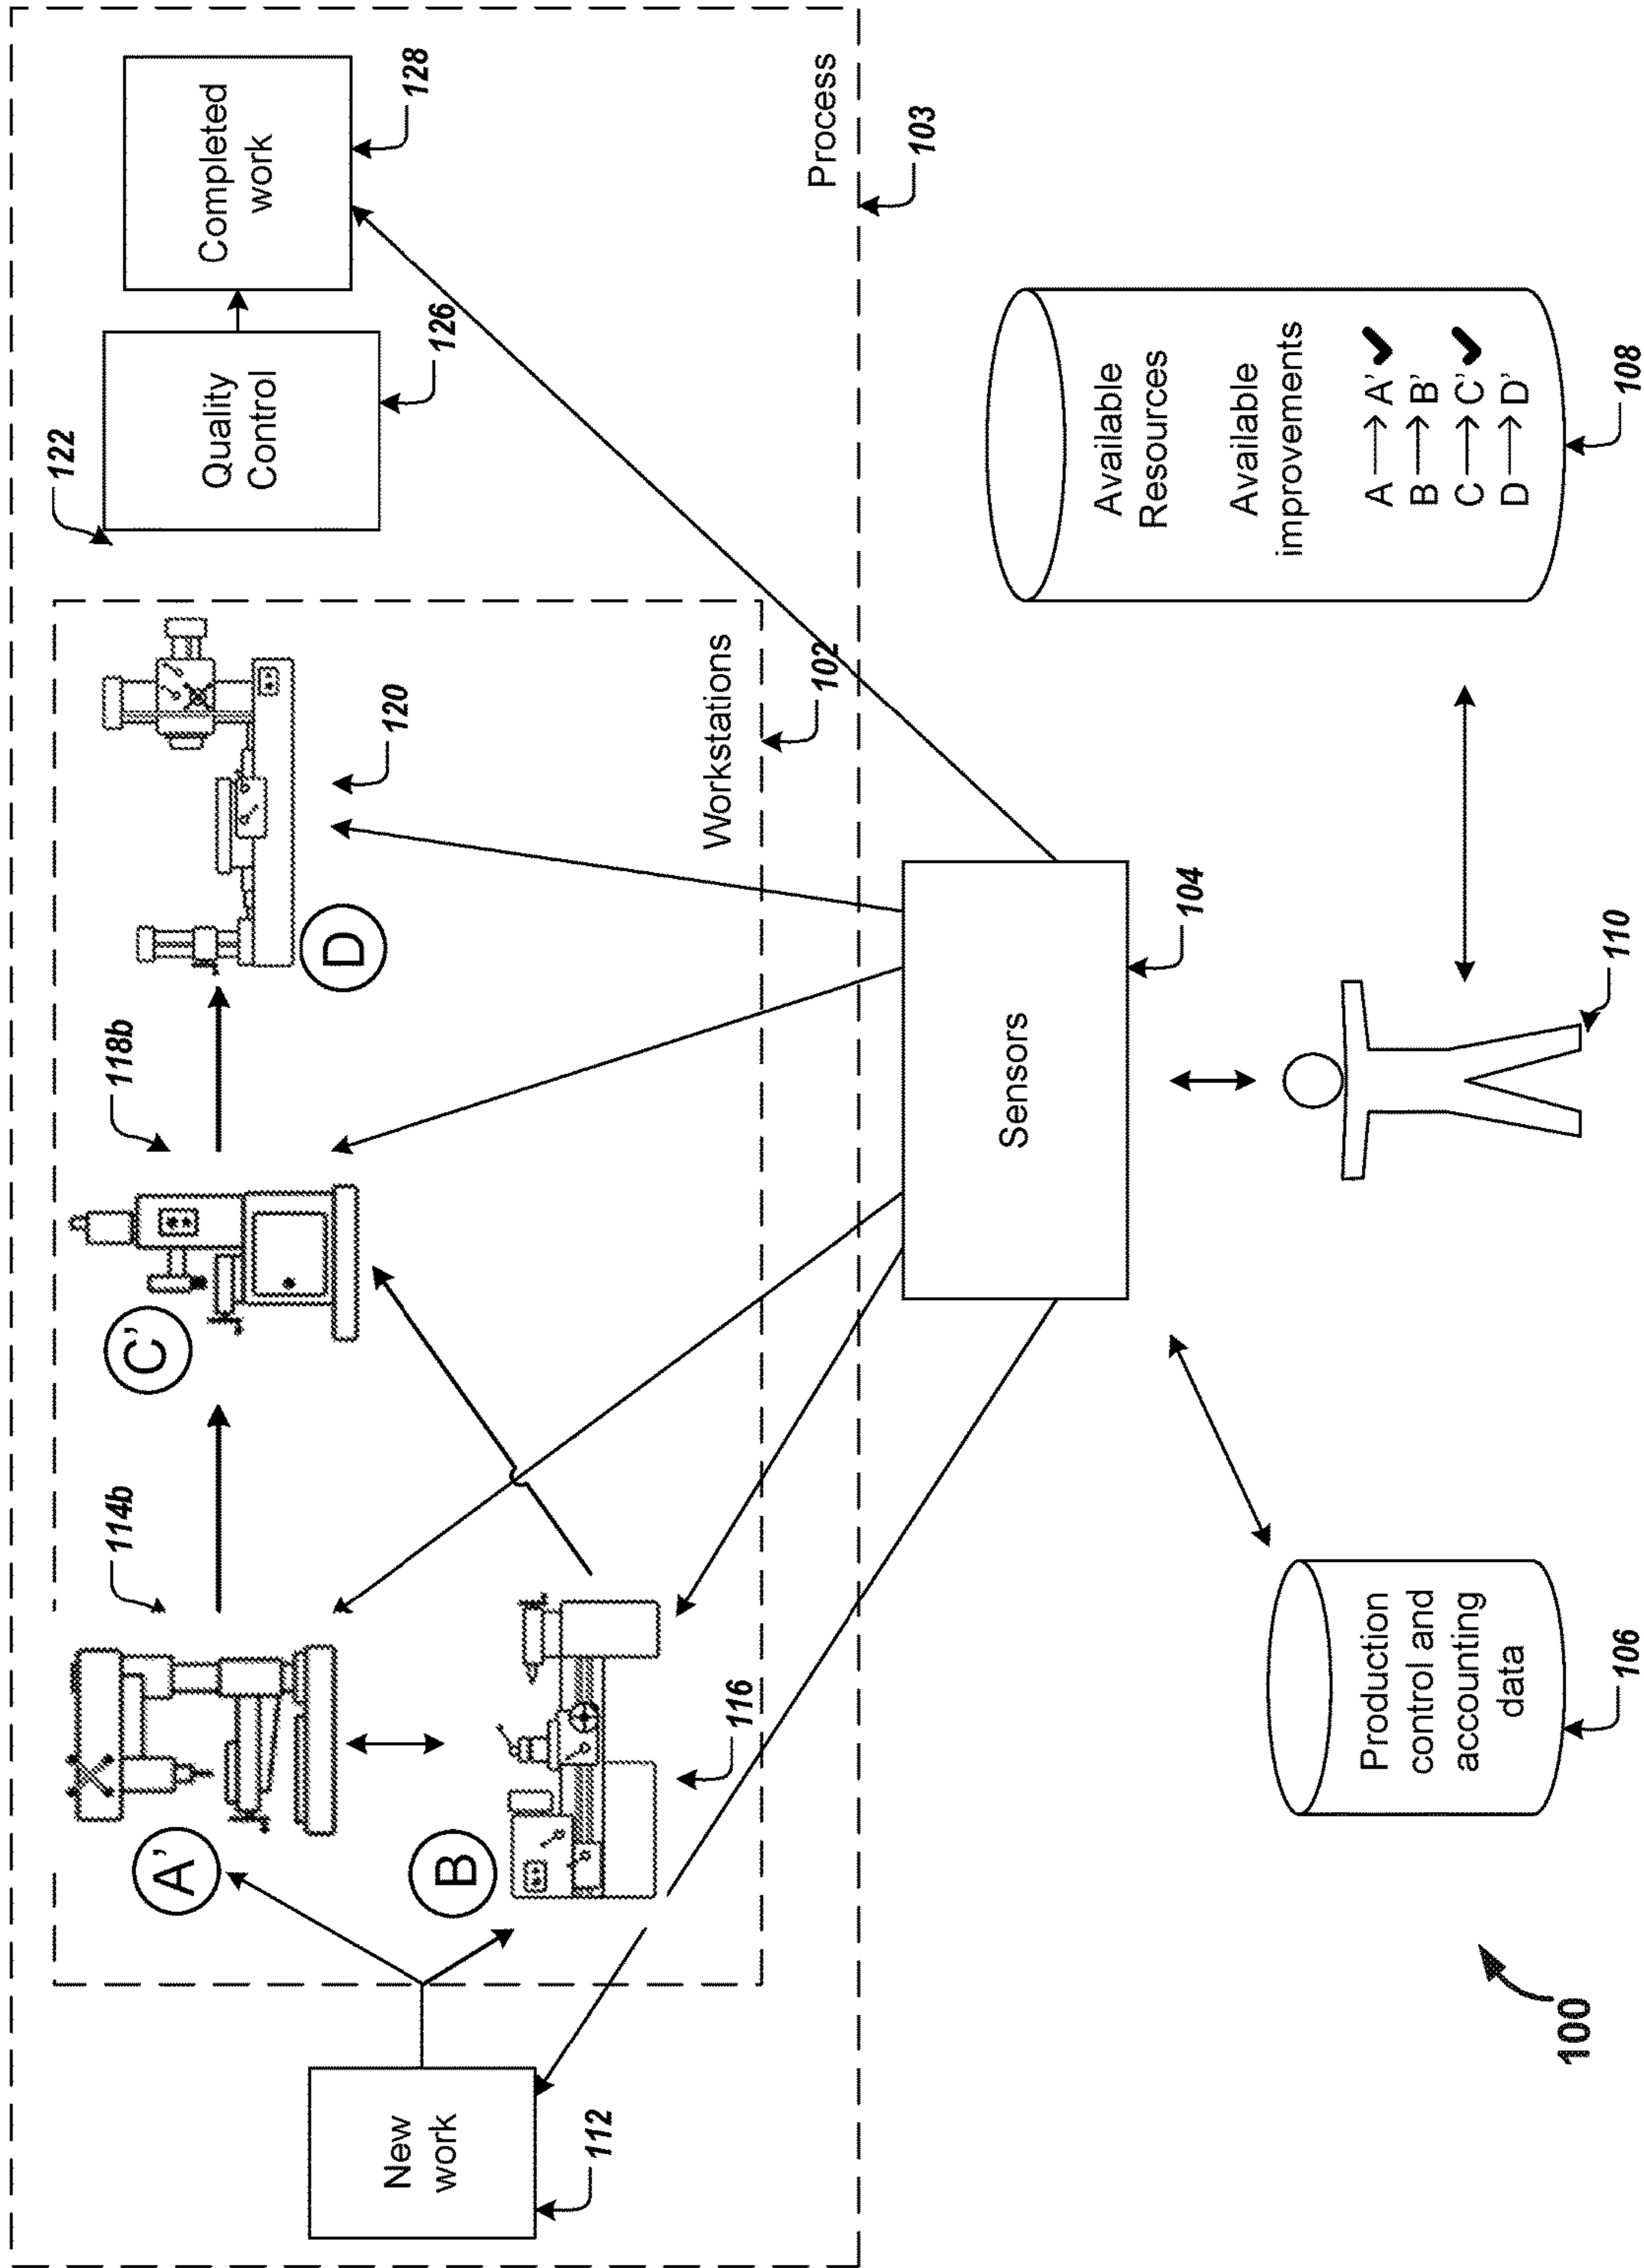 122
Quality
Control
126
Completed
work
128
114b
118b
A'
C'
D
120
B
116
Workstations
102
New
work
112
Process
103
Sensors
104
Production
control and
accounting
data
106
110
Available
Resources
Available
improvements
A → A' ✔
B → B'
C → C' ✔
D → D'
108
100